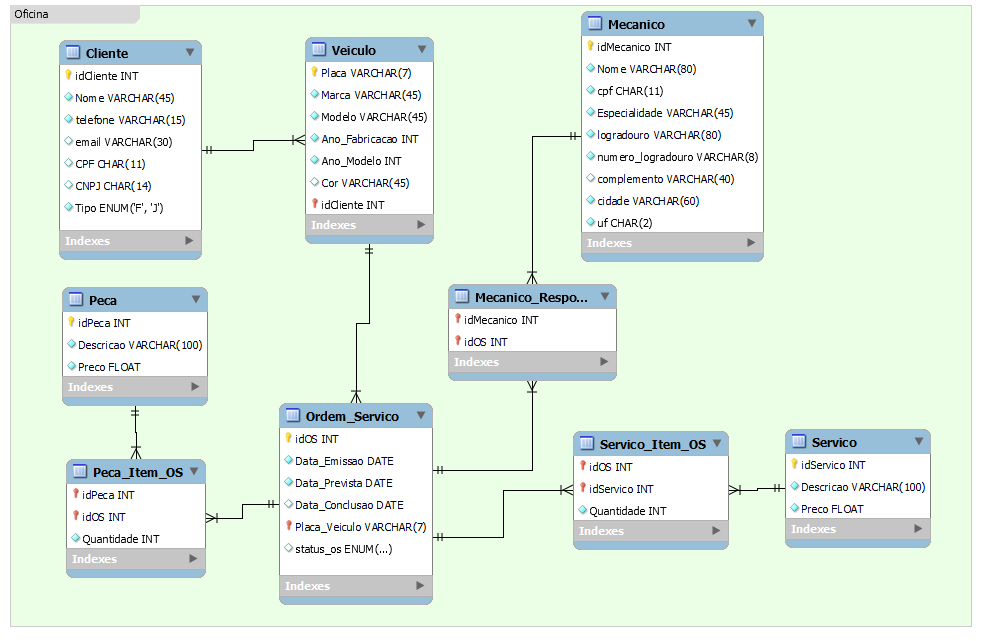 Oficina
Cliente
idCliente INT
Nome VARCHAR(45)
telefone VARCHAR(15)
email VARCHAR(30)
CPF CHAR(11)
CNPJ CHAR(14)
Tipo ENUM('F', 'J')
Indexes
Veiculo
Placa VARCHAR(7)
Marca VARCHAR(45)
Modelo VARCHAR(45)
Ano_Fabricacao INT
Ano_Modelo INT
Cor VARCHAR(45)
idCliente INT
Indexes
Mecanico
idMecanico INT
Nome VARCHAR(80)
cpf CHAR(11)
Especialidade VARCHAR(45)
logradouro VARCHAR(80)
numero_logradouro VARCHAR(8)
complemento VARCHAR(40)
cidade VARCHAR(60)
uf CHAR(2)
Indexes
Peca
idPeca INT
Descricao VARCHAR(100)
Preco FLOAT
Indexes
Mecanico_Respo...
idMecanico INT
idOS INT
Indexes
Peca_Item_OS
idPeca INT
idOS INT
Quantidade INT
Indexes
Ordem_Servico
idOS INT
Data_Emissao DATE
Data_Prevista DATE
Data_Conclusao DATE
Placa_Veiculo VARCHAR(7)
status_os ENUM(...)
Indexes
Servico_Item_OS
idOS INT
idServico INT
Quantidade INT
Indexes
Servico
idServico INT
Descricao VARCHAR(100)
Preco FLOAT
Indexes